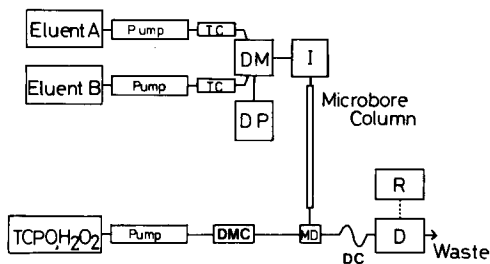 Eluent A
Pump
TC
DM
I
Eluent B
Pump
TC
DP
Microbore
Column
R
TCPO,H2O2
Pump
DMC
MD
DC
D
Waste